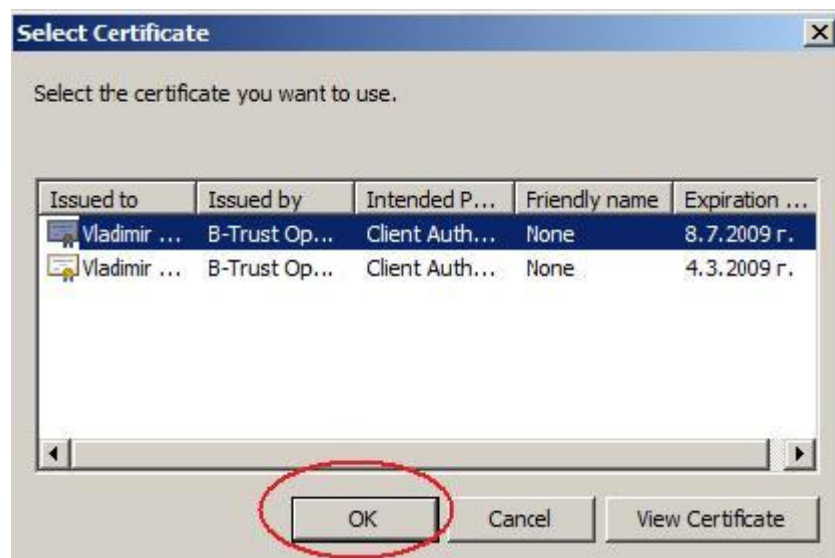 Select Certificate
Select the certificate you want to use.
Issued to Issued by Intended P... Friendly name Expiration ...
Vladimir ... B-Trust Op... Client Auth... None 8.7.2009 г.
Vladimir ... B-Trust Op... Client Auth... None 4.3.2009 г.
OK Cancel View Certificate